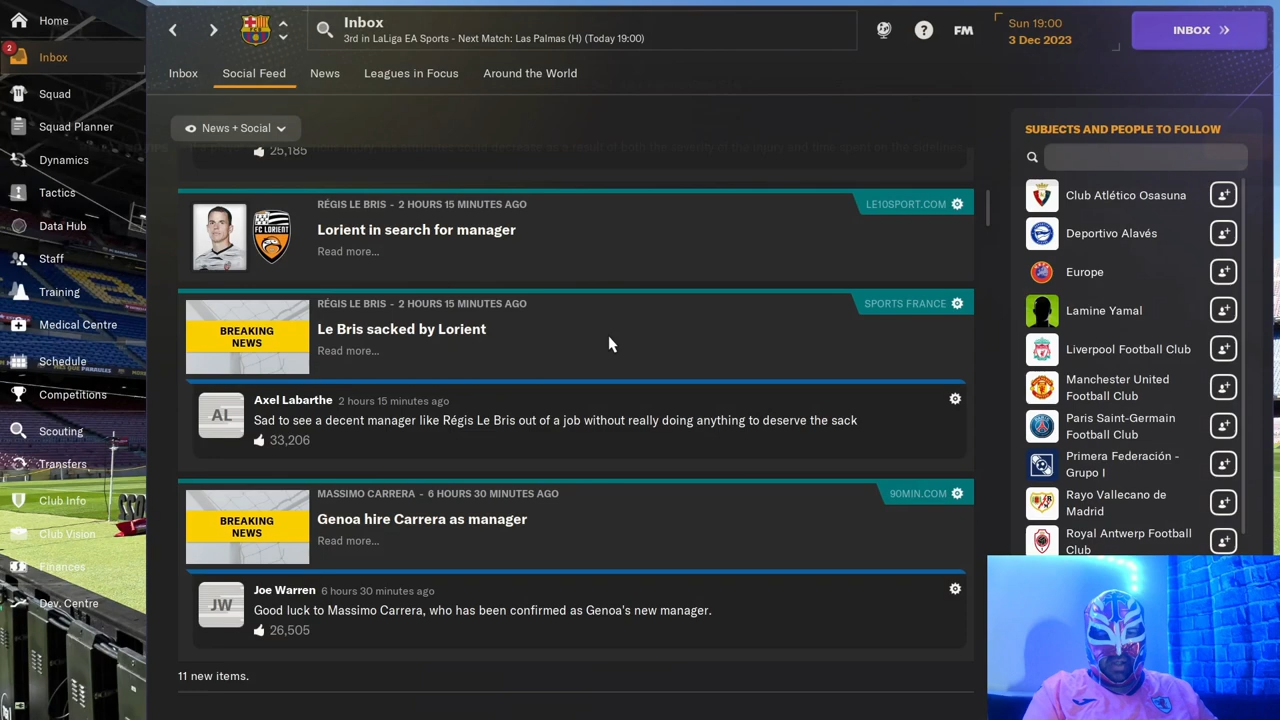 Home
2
Inbox
Squad
Squad Planner
Dynamics
Tactics
Data Hub
Staff
Training
Medical Centre
Schedule
Competitions
Scouting
Transfers
Club Info
Club Vision
Finances
Dev. Centre
Inbox
3rd in LaLiga EA Sports - Next Match: Las Palmas (H) (Today 19:00)
?
FM
Sun 19:00
3 Dec 2023
INBOX
Inbox
Social Feed
News
Leagues in Focus
Around the World
News + Social
25,185
RÉGIS LE BRIS - 2 HOURS 15 MINUTES AGO
LE10SPORT.COM
Lorient in search for manager
Read more...
FC LORIENT
RÉGIS LE BRIS - 2 HOURS 15 MINUTES AGO
SPORTS FRANCE
BREAKING
NEWS
Le Bris sacked by Lorient
Read more...
AL
Axel Labarthe 2 hours 15 minutes ago
Sad to see a decent manager like Régis Le Bris out of a job without really doing anything to deserve the sack
33,206
MASSIMO CARRERA - 6 HOURS 30 MINUTES AGO
90MIN.COM
BREAKING
NEWS
Genoa hire Carrera as manager
Read more...
JW
Joe Warren 6 hours 30 minutes ago
Good luck to Massimo Carrera, who has been confirmed as Genoa's new manager.
26,505
11 new items.
SUBJECTS AND PEOPLE TO FOLLOW
Club Atlético Osasuna
Deportivo Alavés
Europe
Lamine Yamal
Liverpool Football Club
Manchester United
Football Club
Paris Saint-Germain
Football Club
Primera Federación -
Grupo I
Rayo Vallecano de
Madrid
Royal Antwerp Football
Club